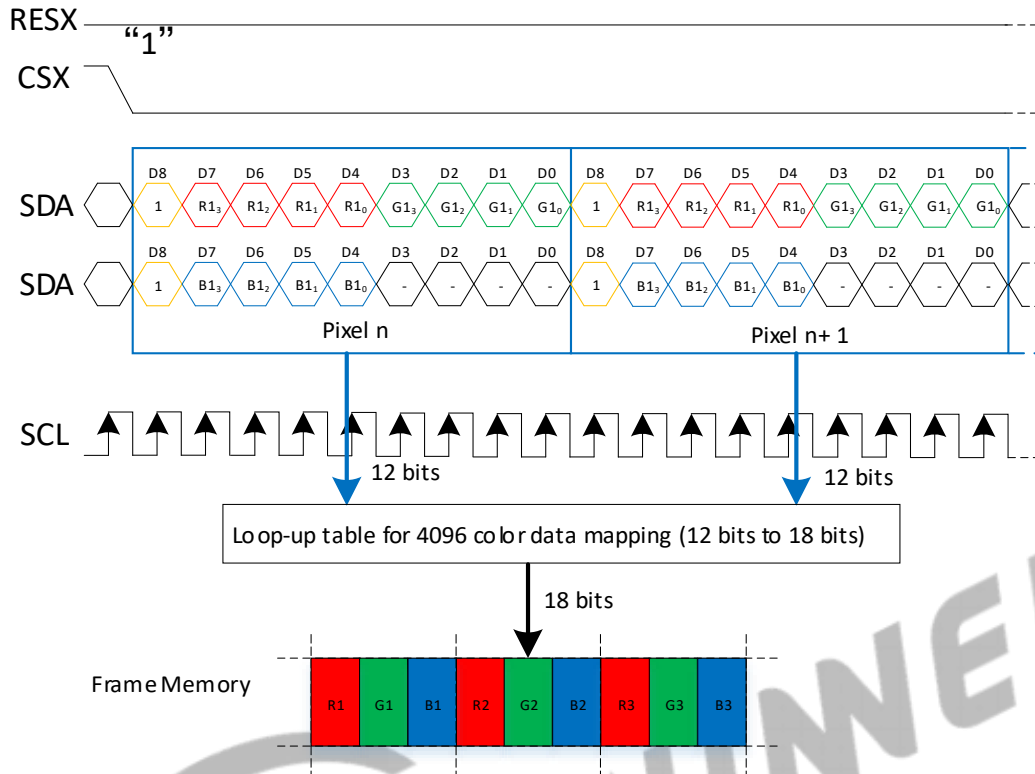 RESX
“1”
CSX
D8 D7 D6 D5 D4 D3 D2 D1 D0 D8 D7 D6 D5 D4 D3 D2 D1 D0
SDA 1 R1₃ R1₂ R1₁ R1₀ G1₃ G1₂ G1₁ G1₀ 1 R1₃ R1₂ R1₁ R1₀ G1₃ G1₂ G1₁ G1₀
D8 D7 D6 D5 D4 D3 D2 D1 D0 D8 D7 D6 D5 D4 D3 D2 D1 D0
SDA 1 B1₃ B1₂ B1₁ B1₀ - - - - 1 B1₃ B1₂ B1₁ B1₀ - - - -
Pixel n Pixel n+ 1
SCL
12 bits 12 bits
Loop-up table for 4096 color data mapping (12 bits to 18 bits)
18 bits
Frame Memory R1 G1 B1 R2 G2 B2 R3 G3 B3